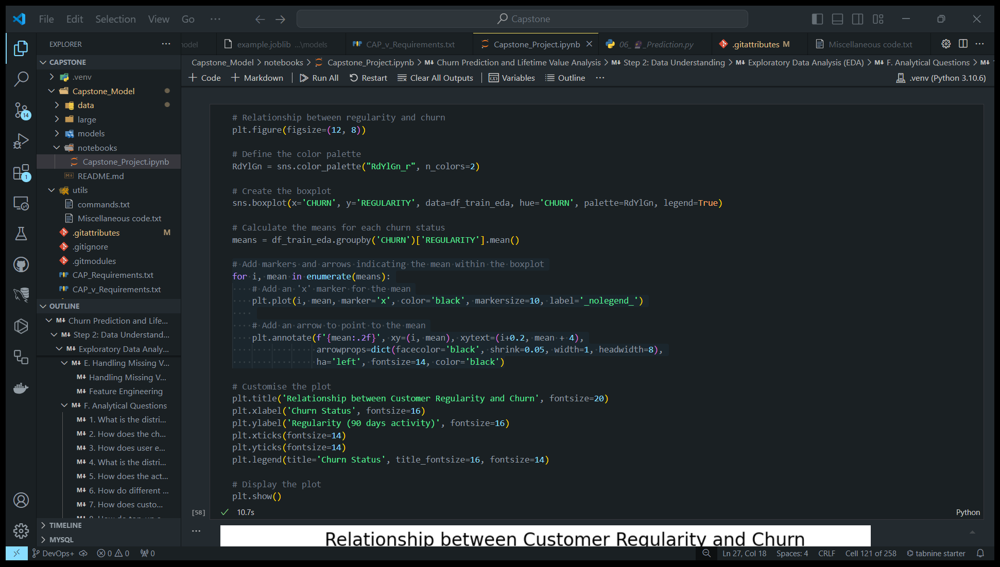 File Edit Selection View Go ··· Capstone
EXPLORER ···
CAPSTONE
.venv
Capstone_Model
data
large
models
notebooks
Capstone_Project.ipynb
README.md
utils
commands.txt
Miscellaneous code.txt
.gitattributes M
.gitignore
.gitmodules
CAP_Requirements.txt
CAP_v_Requirements.txt
OUTLINE
M↓ Churn Prediction and Life...
M↓ Step 2: Data Understand...
M↓ Exploratory Data Analy...
M↓ E. Handling Missing V...
M↓ Handling Missing V...
M↓ Feature Engineering
M↓ F. Analytical Questions
M↓ 1. What is the distri...
M↓ 2. How does the ch...
M↓ 3. How does user e...
M↓ 4. What is the distri...
M↓ 5. How does the act...
M↓ 6. How do different ...
M↓ 7. How does custo...
TIMELINE
MYSQL
14
1
odel example.joblib ...\models CAP_v_Requirements.txt Capstone_Project.ipynb 06_ _Prediction.py .gitattributes M Miscellaneous code.txt ···
Capstone_Model > notebooks > Capstone_Project.ipynb > M↓ Churn Prediction and Lifetime Value Analysis > M↓ Step 2: Data Understanding > M↓ Exploratory Data Analysis (EDA) > M↓ F. Analytical Questions > M↓
+ Code + Markdown | Run All Restart Clear All Outputs | Variables Outline ··· .venv (Python 3.10.6)
# Relationship between regularity and churn
plt.figure(figsize=(12, 8))
# Define the color palette
RdYlGn = sns.color_palette("RdYlGn_r", n_colors=2)
# Create the boxplot
sns.boxplot(x='CHURN', y='REGULARITY', data=df_train_eda, hue='CHURN', palette=RdYlGn, legend=True)
# Calculate the means for each churn status
means = df_train_eda.groupby('CHURN')['REGULARITY'].mean()
# Add markers and arrows indicating the mean within the boxplot
for i, mean in enumerate(means):
# Add an 'x' marker for the mean
plt.plot(i, mean, marker='x', color='black', markersize=10, label='_nolegend_')
# Add an arrow to point to the mean
plt.annotate(f'{mean:.2f}', xy=(i, mean), xytext=(i+0.2, mean + 4),
arrowprops=dict(facecolor='black', shrink=0.05, width=1, headwidth=8),
ha='left', fontsize=14, color='black')
# Customise the plot
plt.title('Relationship between Customer Regularity and Churn', fontsize=20)
plt.xlabel('Churn Status', fontsize=16)
plt.ylabel('Regularity (90 days activity)', fontsize=16)
plt.xticks(fontsize=14)
plt.yticks(fontsize=14)
plt.legend(title='Churn Status', title_fontsize=16, fontsize=14)
# Display the plot
plt.show()
[58] 10.7s Python
···
Relationship between Customer Regularity and Churn
DevOps+ 0 0 0 Ln 27, Col 18 Spaces: 4 CRLF Cell 121 of 258 tabnine starter